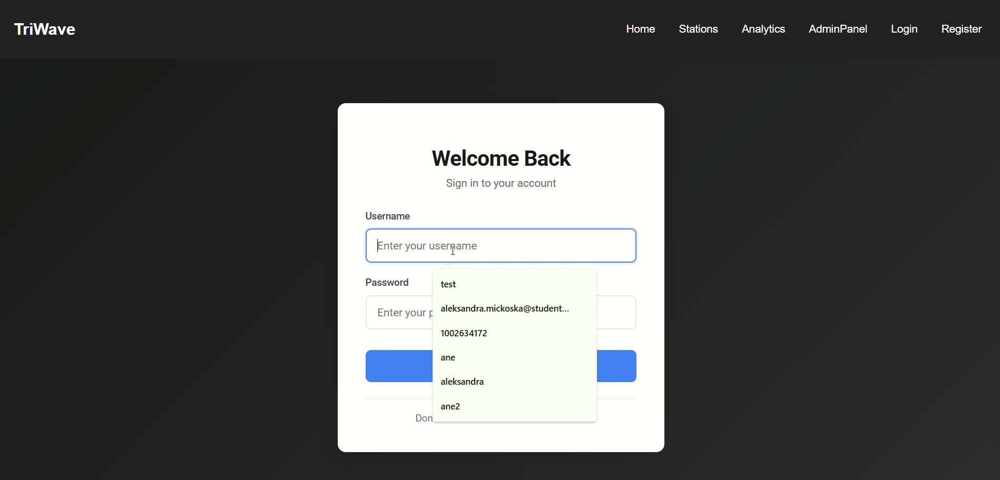 TriWave
Home Stations Analytics AdminPanel Login Register
Welcome Back
Sign in to your account
Username
Enter your username
Password
Enter your
test
aleksandra.mickoska@student...
1002634172
ane
aleksandra
ane2